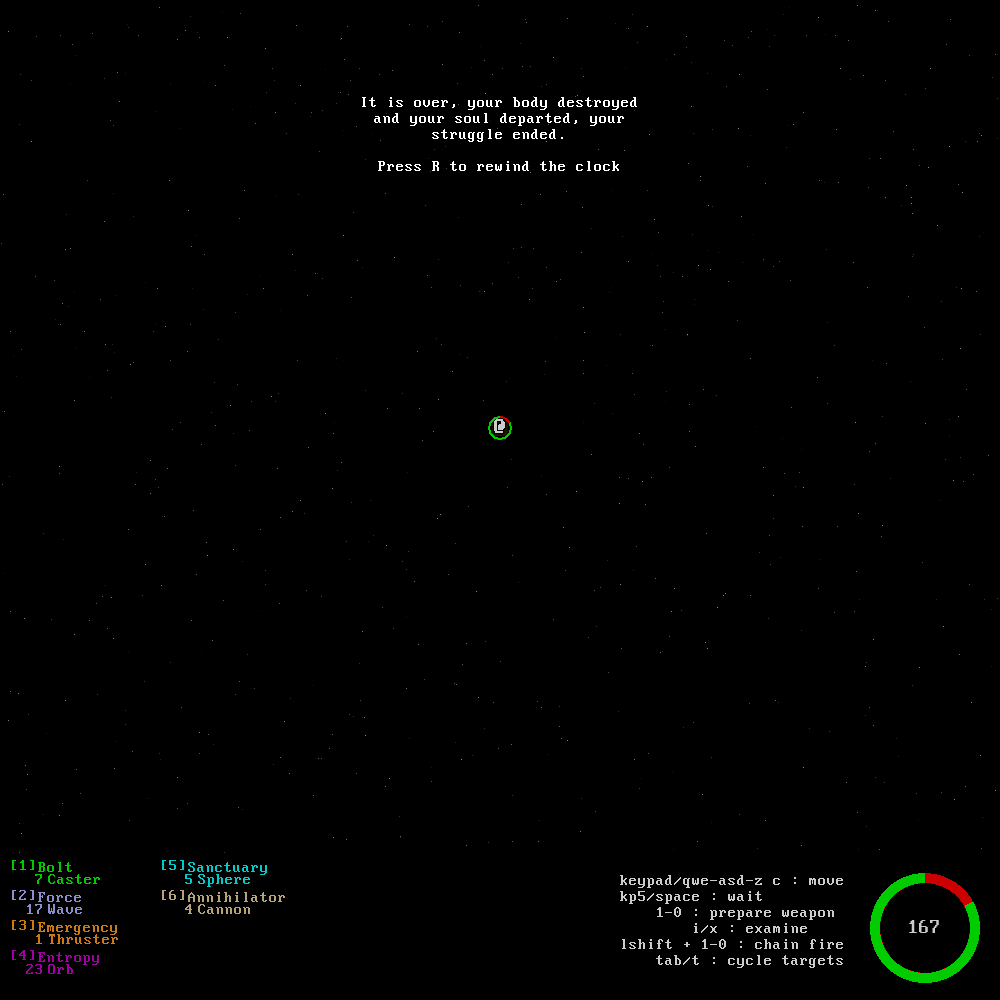 It is over, your body destroyed
and your soul departed, your
struggle ended.
Press R to rewind the clock
@
[1]Bolt
7 Caster
[2]Force
17 Wave
[3]Emergency
1 Thruster
[4]Entropy
23 Orb
[5]Sanctuary
5 Sphere
[6]Annihilator
4 Cannon
keypad/qwe-asd-z c : move
kp5/space : wait
1-0 : prepare weapon
i/x : examine
lshift + 1-0 : chain fire
tab/t : cycle targets
167